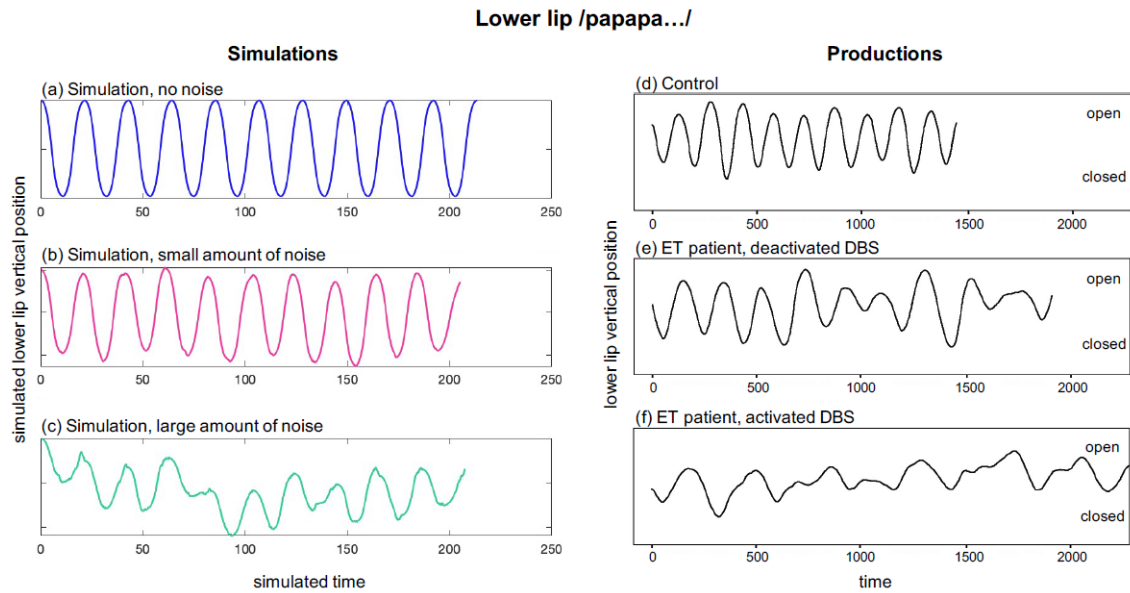 Lower lip /papapa…/
Simulations
Productions
simulated lower lip vertical position
(a) Simulation, no noise
0 50 100 150 200 250
(b) Simulation, small amount of noise
0 50 100 150 200 250
(c) Simulation, large amount of noise
0 50 100 150 200 250
simulated time
lower lip vertical position
(d) Control
open
closed
0 500 1000 1500 2000
(e) ET patient, deactivated DBS
open
closed
0 500 1000 1500 2000
(f) ET patient, activated DBS
open
closed
0 500 1000 1500 2000
time